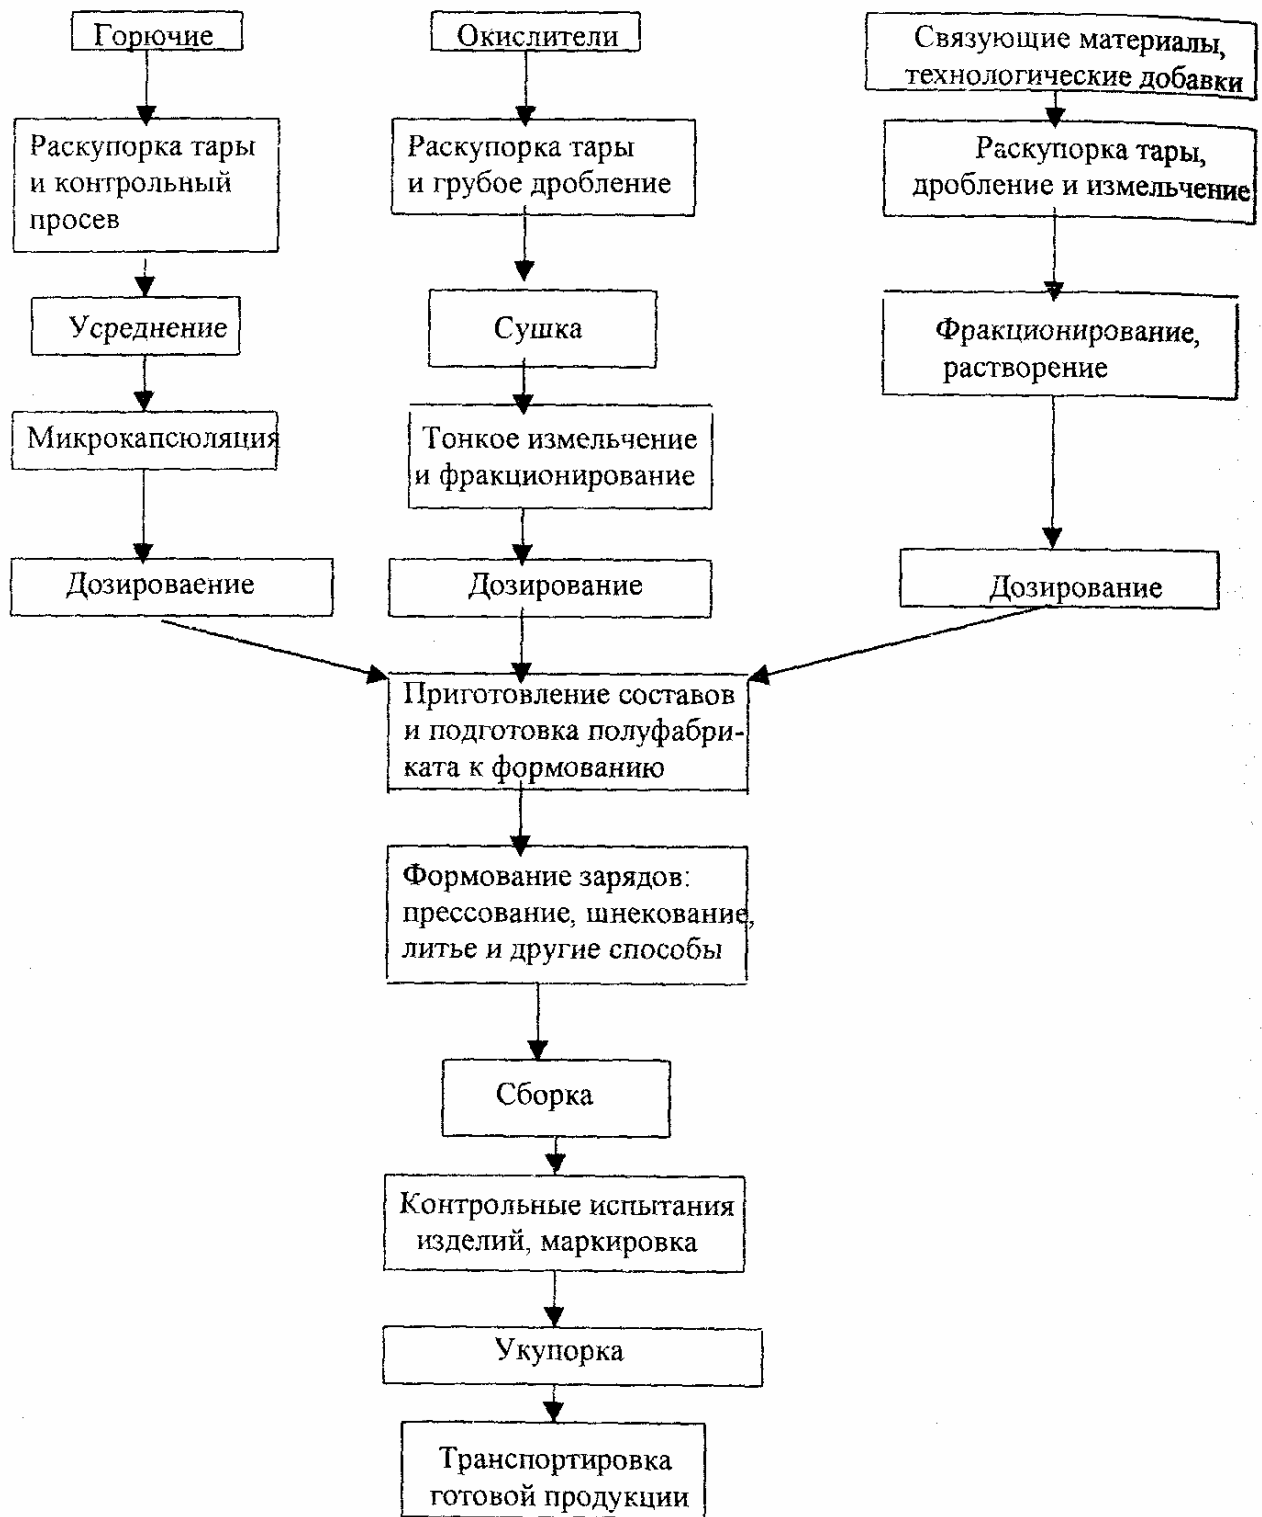 Горючие
Раскупорка тары
и контрольный
просев
Усреднение
Микрокапсюляция
Дозироваение
Окислители
Раскупорка тары
и грубое дробление
Сушка
Тонкое измельчение
и фракционирование
Дозирование
Связующие материалы,
технологические добавки
Раскупорка тары,
дробление и измельчение
Фракционирование,
растворение
Дозирование
Приготовление составов
и подготовка полуфабри-
ката к формованию
Формование зарядов:
прессование, шнекование,
литье и другие способы
Сборка
Контрольные испытания
изделий, маркировка
Укупорка
Транспортировка
готовой продукции